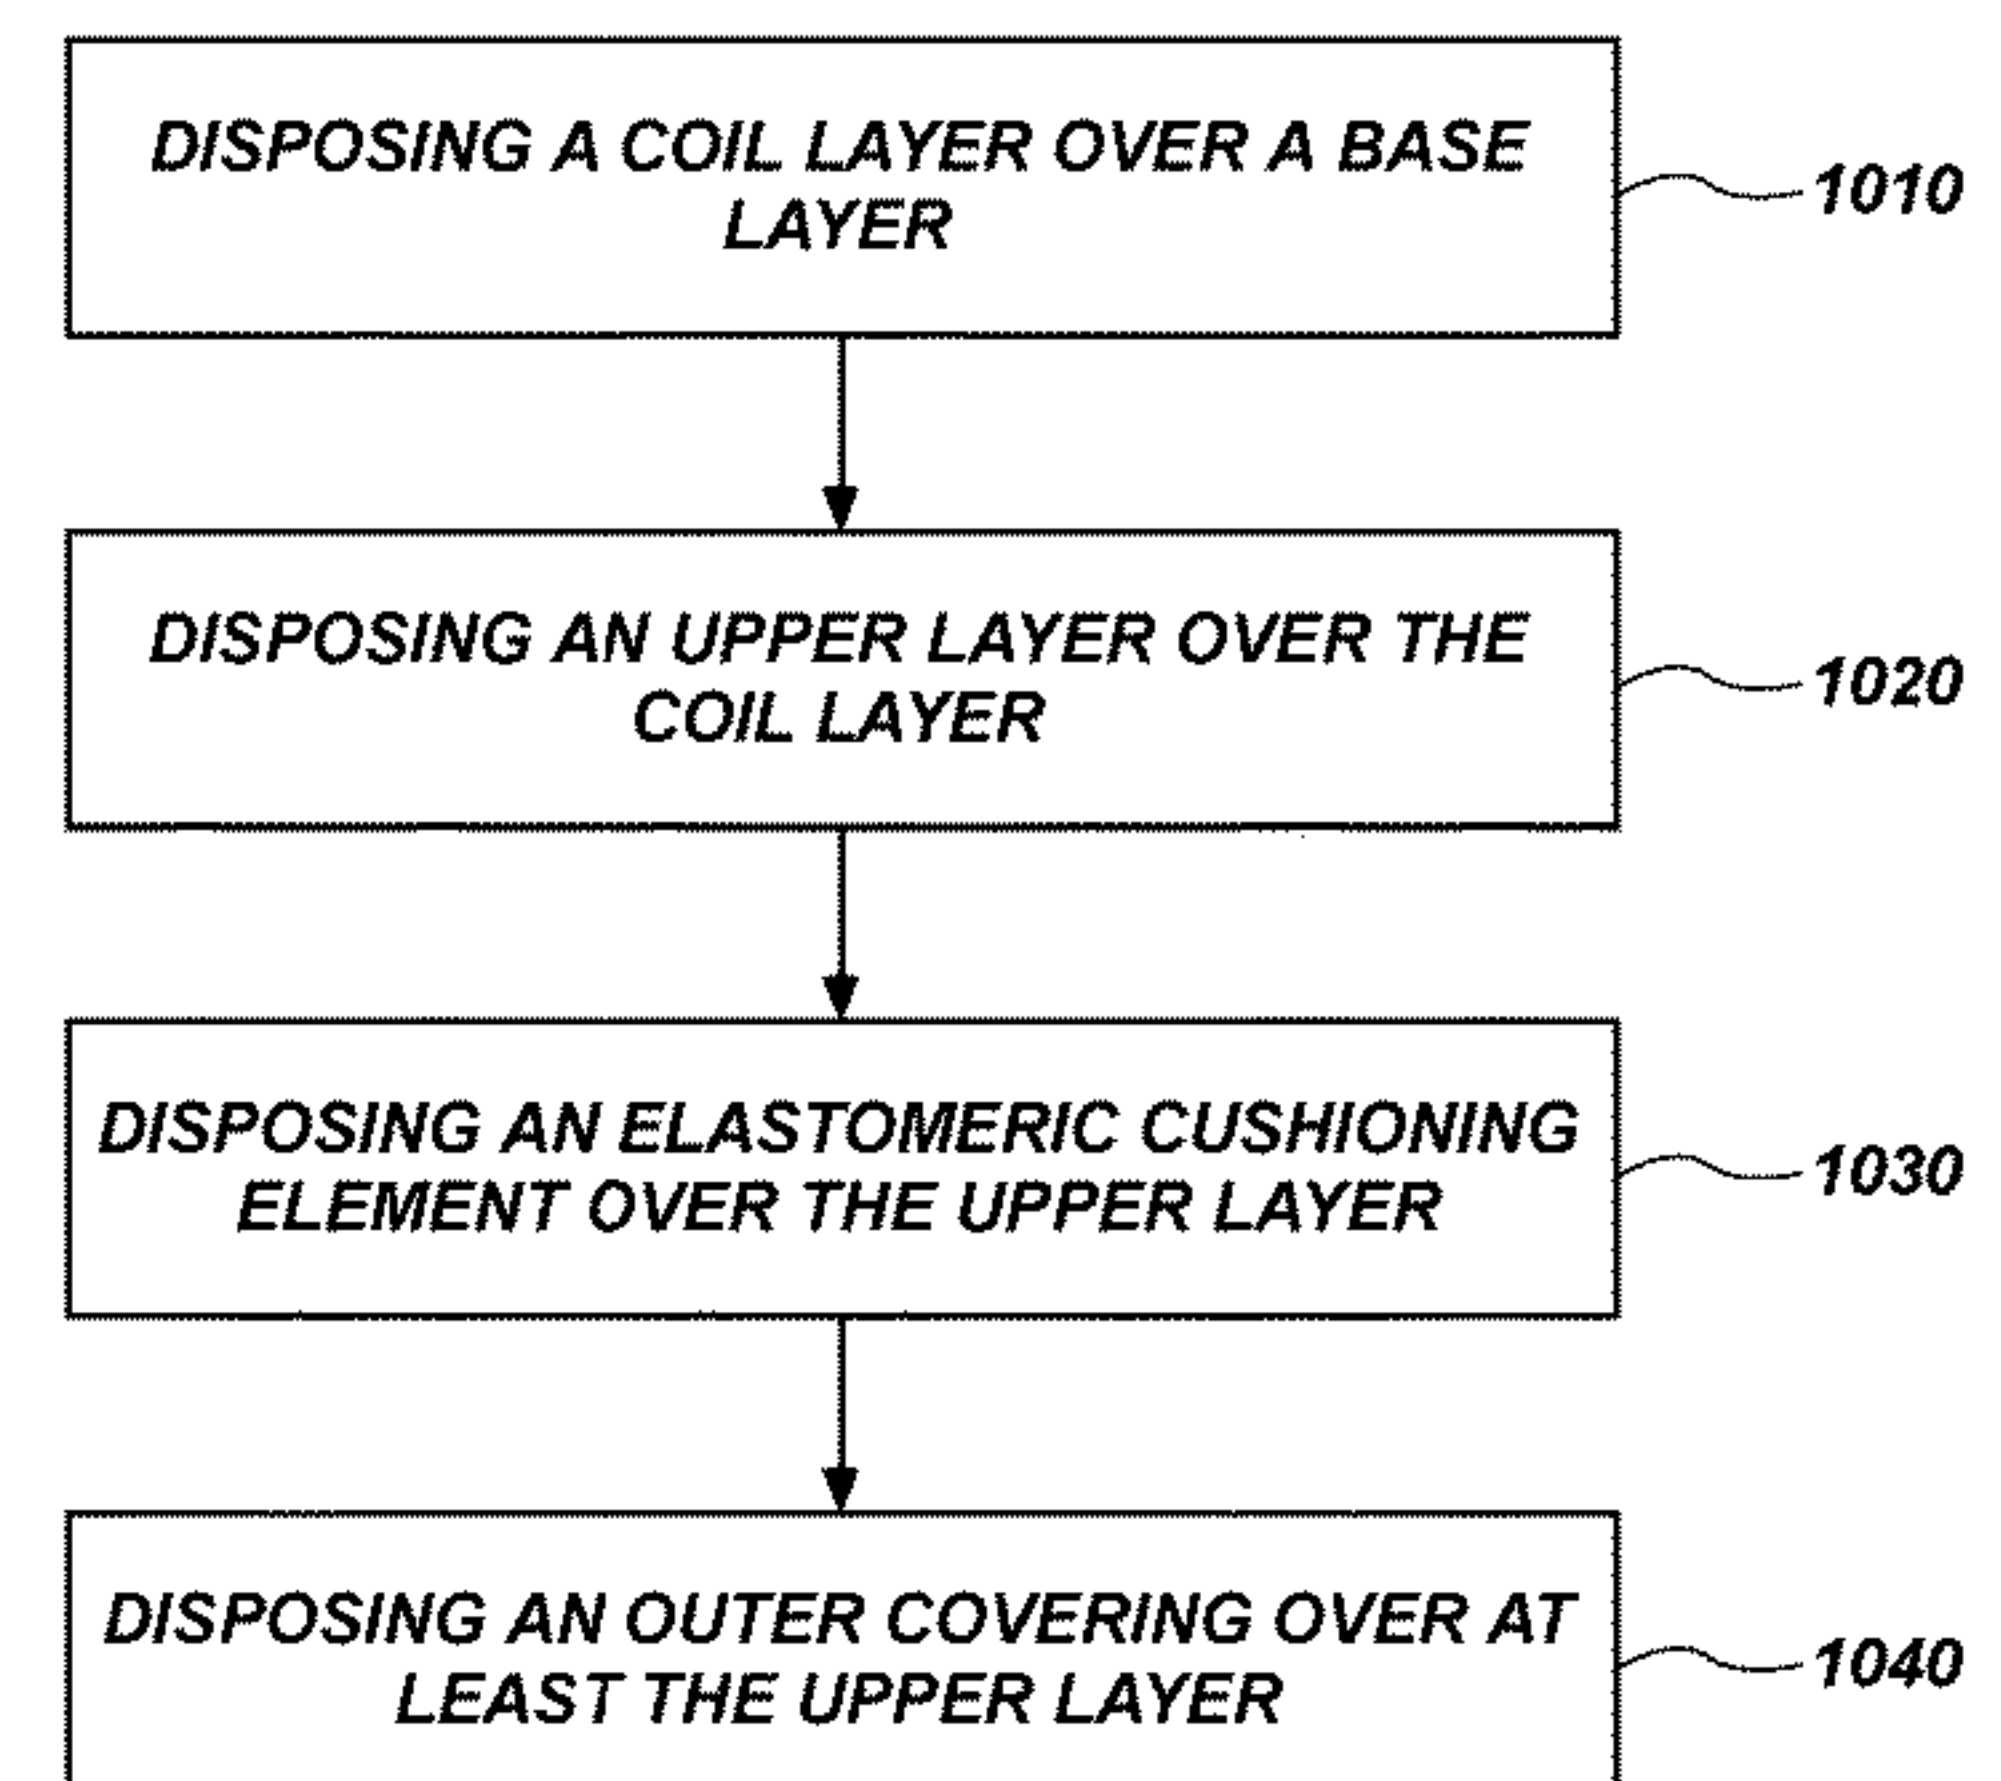 DISPOSING A COIL LAYER OVER A BASE
LAYER
1010
DISPOSING AN UPPER LAYER OVER THE
COIL LAYER
1020
DISPOSING AN ELASTOMERIC CUSHIONING
ELEMENT OVER THE UPPER LAYER
1030
DISPOSING AN OUTER COVERING OVER AT
LEAST THE UPPER LAYER
1040